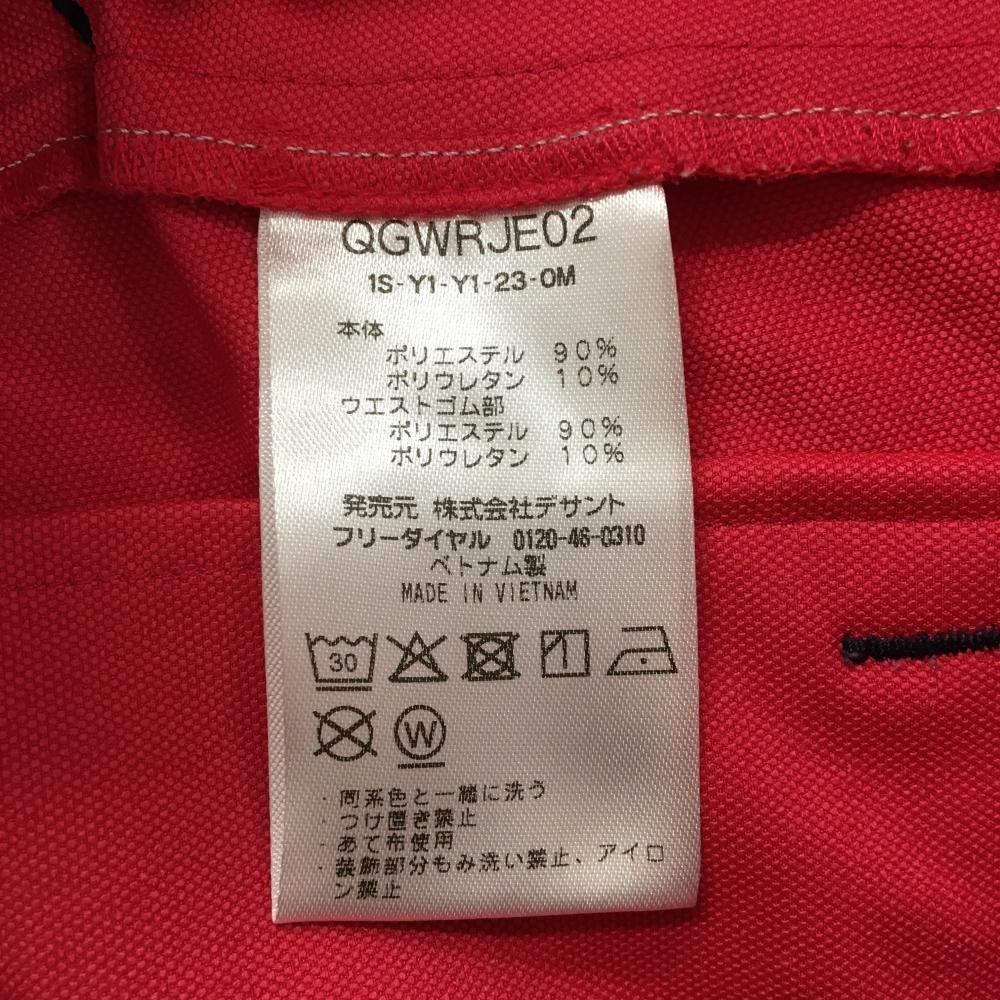 QGWRJE02
1S-Y1-Y1-23-0M
本体
ポリエステル 90%
ポリウレタン 10%
ウエストゴム部
ポリエステル 90%
ポリウレタン 10%
発売元 株式会社デサント
フリーダイヤル 0120-46-0310
ベトナム製
MADE IN VIETNAM
30
W
・同系色と一緒に洗う
・つけ置き禁止
・あて布使用
・装飾部分もみ洗い禁止、アイロ
ン禁止